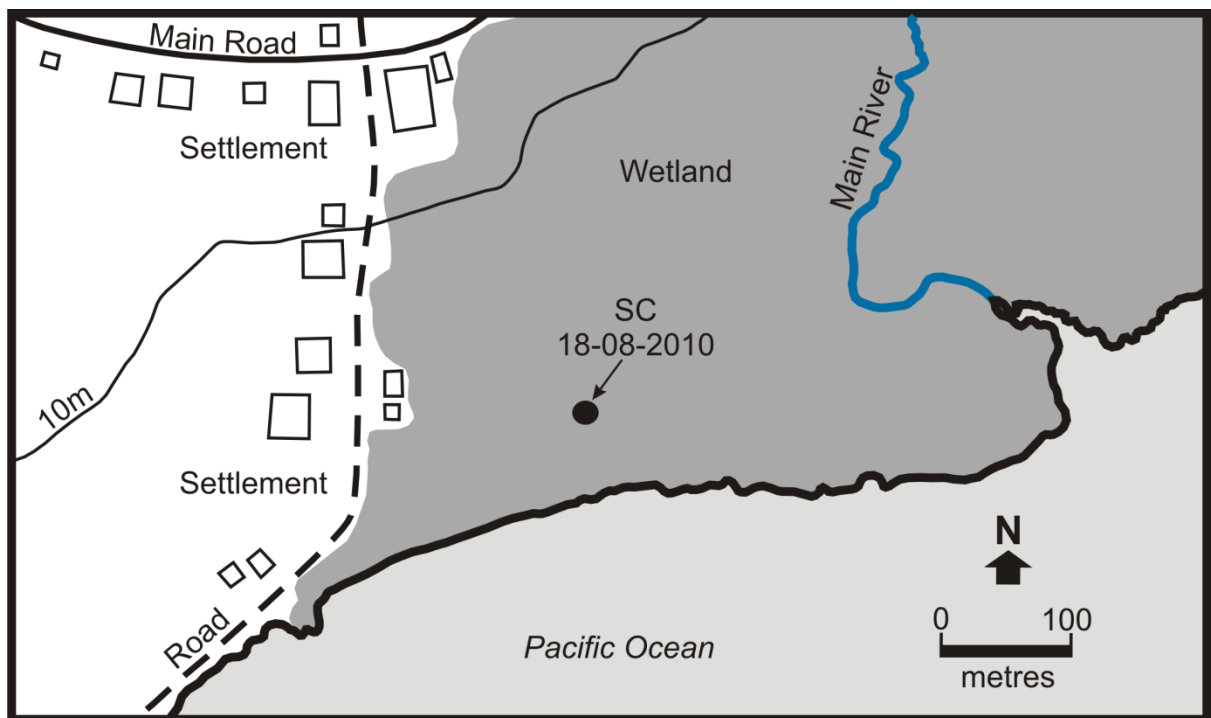 Main Road
Settlement
Wetland
Main River
SC
18-08-2010
10m
Settlement
Road
Pacific Ocean
N
0 100
metres